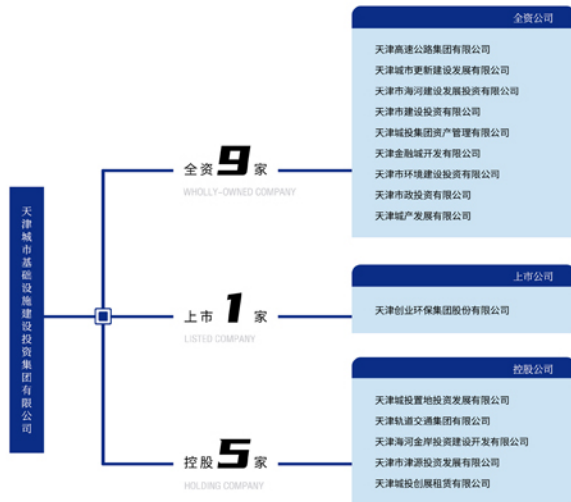 天津城市基础设施建设投资集团有限公司
全资9家
WHOLLY-OWNED COMPANY
全资公司
天津高速公路集团有限公司
天津城市更新建设发展有限公司
天津市海河建设发展投资有限公司
天津市建设投资有限公司
天津城投集团资产管理有限公司
天津金融城开发有限公司
天津市环境建设投资有限公司
天津市政投资有限公司
天津城产发展有限公司
上市1家
LISTED COMPANY
上市公司
天津创业环保集团股份有限公司
控股5家
HOLDING COMPANY
控股公司
天津城投置地投资发展有限公司
天津轨道交通集团有限公司
天津海河金岸投资建设开发有限公司
天津市津源投资发展有限公司
天津城投创展租赁有限公司